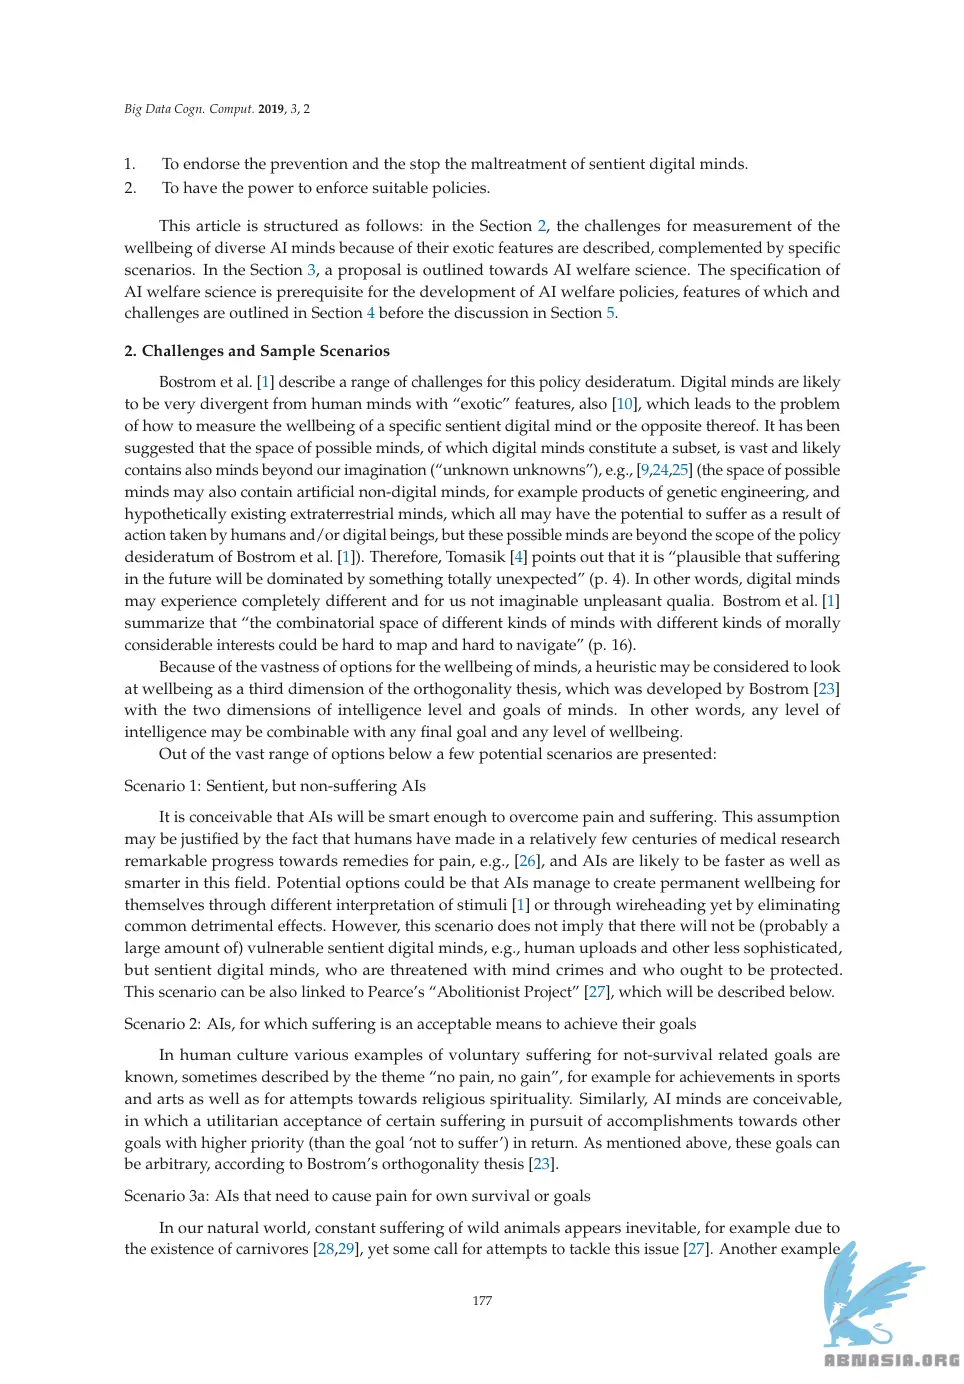 Big Data Cogn. Comput. 2019, 3, 2
1. To endorse the prevention and the stop the maltreatment of sentient digital minds.
2. To have the power to enforce suitable policies.
This article is structured as follows: in the Section 2, the challenges for measurement of the
wellbeing of diverse AI minds because of their exotic features are described, complemented by specific
scenarios. In the Section 3, a proposal is outlined towards AI welfare science. The specification of
AI welfare science is prerequisite for the development of AI welfare policies, features of which and
challenges are outlined in Section 4 before the discussion in Section 5.
2. Challenges and Sample Scenarios
Bostrom et al. [1] describe a range of challenges for this policy desideratum. Digital minds are likely
to be very divergent from human minds with “exotic” features, also [10], which leads to the problem
of how to measure the wellbeing of a specific sentient digital mind or the opposite thereof. It has been
suggested that the space of possible minds, of which digital minds constitute a subset, is vast and likely
contains also minds beyond our imagination (“unknown unknowns”), e.g., [9,24,25] (the space of possible
minds may also contain artificial non-digital minds, for example products of genetic engineering, and
hypothetically existing extraterrestrial minds, which all may have the potential to suffer as a result of
action taken by humans and/or digital beings, but these possible minds are beyond the scope of the policy
desideratum of Bostrom et al. [1]). Therefore, Tomasik [4] points out that it is “plausible that suffering
in the future will be dominated by something totally unexpected” (p. 4). In other words, digital minds
may experience completely different and for us not imaginable unpleasant qualia. Bostrom et al. [1]
summarize that “the combinatorial space of different kinds of minds with different kinds of morally
considerable interests could be hard to map and hard to navigate” (p. 16).
Because of the vastness of options for the wellbeing of minds, a heuristic may be considered to look
at wellbeing as a third dimension of the orthogonality thesis, which was developed by Bostrom [23]
with the two dimensions of intelligence level and goals of minds. In other words, any level of
intelligence may be combinable with any final goal and any level of wellbeing.
Out of the vast range of options below a few potential scenarios are presented:
Scenario 1: Sentient, but non-suffering AIs
It is conceivable that AIs will be smart enough to overcome pain and suffering. This assumption
may be justified by the fact that humans have made in a relatively few centuries of medical research
remarkable progress towards remedies for pain, e.g., [26], and AIs are likely to be faster as well as
smarter in this field. Potential options could be that AIs manage to create permanent wellbeing for
themselves through different interpretation of stimuli [1] or through wireheading yet by eliminating
common detrimental effects. However, this scenario does not imply that there will not be (probably a
large amount of) vulnerable sentient digital minds, e.g., human uploads and other less sophisticated,
but sentient digital minds, who are threatened with mind crimes and who ought to be protected.
This scenario can be also linked to Pearce’s “Abolitionist Project” [27], which will be described below.
Scenario 2: AIs, for which suffering is an acceptable means to achieve their goals
In human culture various examples of voluntary suffering for not-survival related goals are
known, sometimes described by the theme “no pain, no gain”, for example for achievements in sports
and arts as well as for attempts towards religious spirituality. Similarly, AI minds are conceivable,
in which a utilitarian acceptance of certain suffering in pursuit of accomplishments towards other
goals with higher priority (than the goal ‘not to suffer’) in return. As mentioned above, these goals can
be arbitrary, according to Bostrom’s orthogonality thesis [23].
Scenario 3a: AIs that need to cause pain for own survival or goals
In our natural world, constant suffering of wild animals appears inevitable, for example due to
the existence of carnivores [28,29], yet some call for attempts to tackle this issue [27]. Another example
177
ABNASIA.ORG